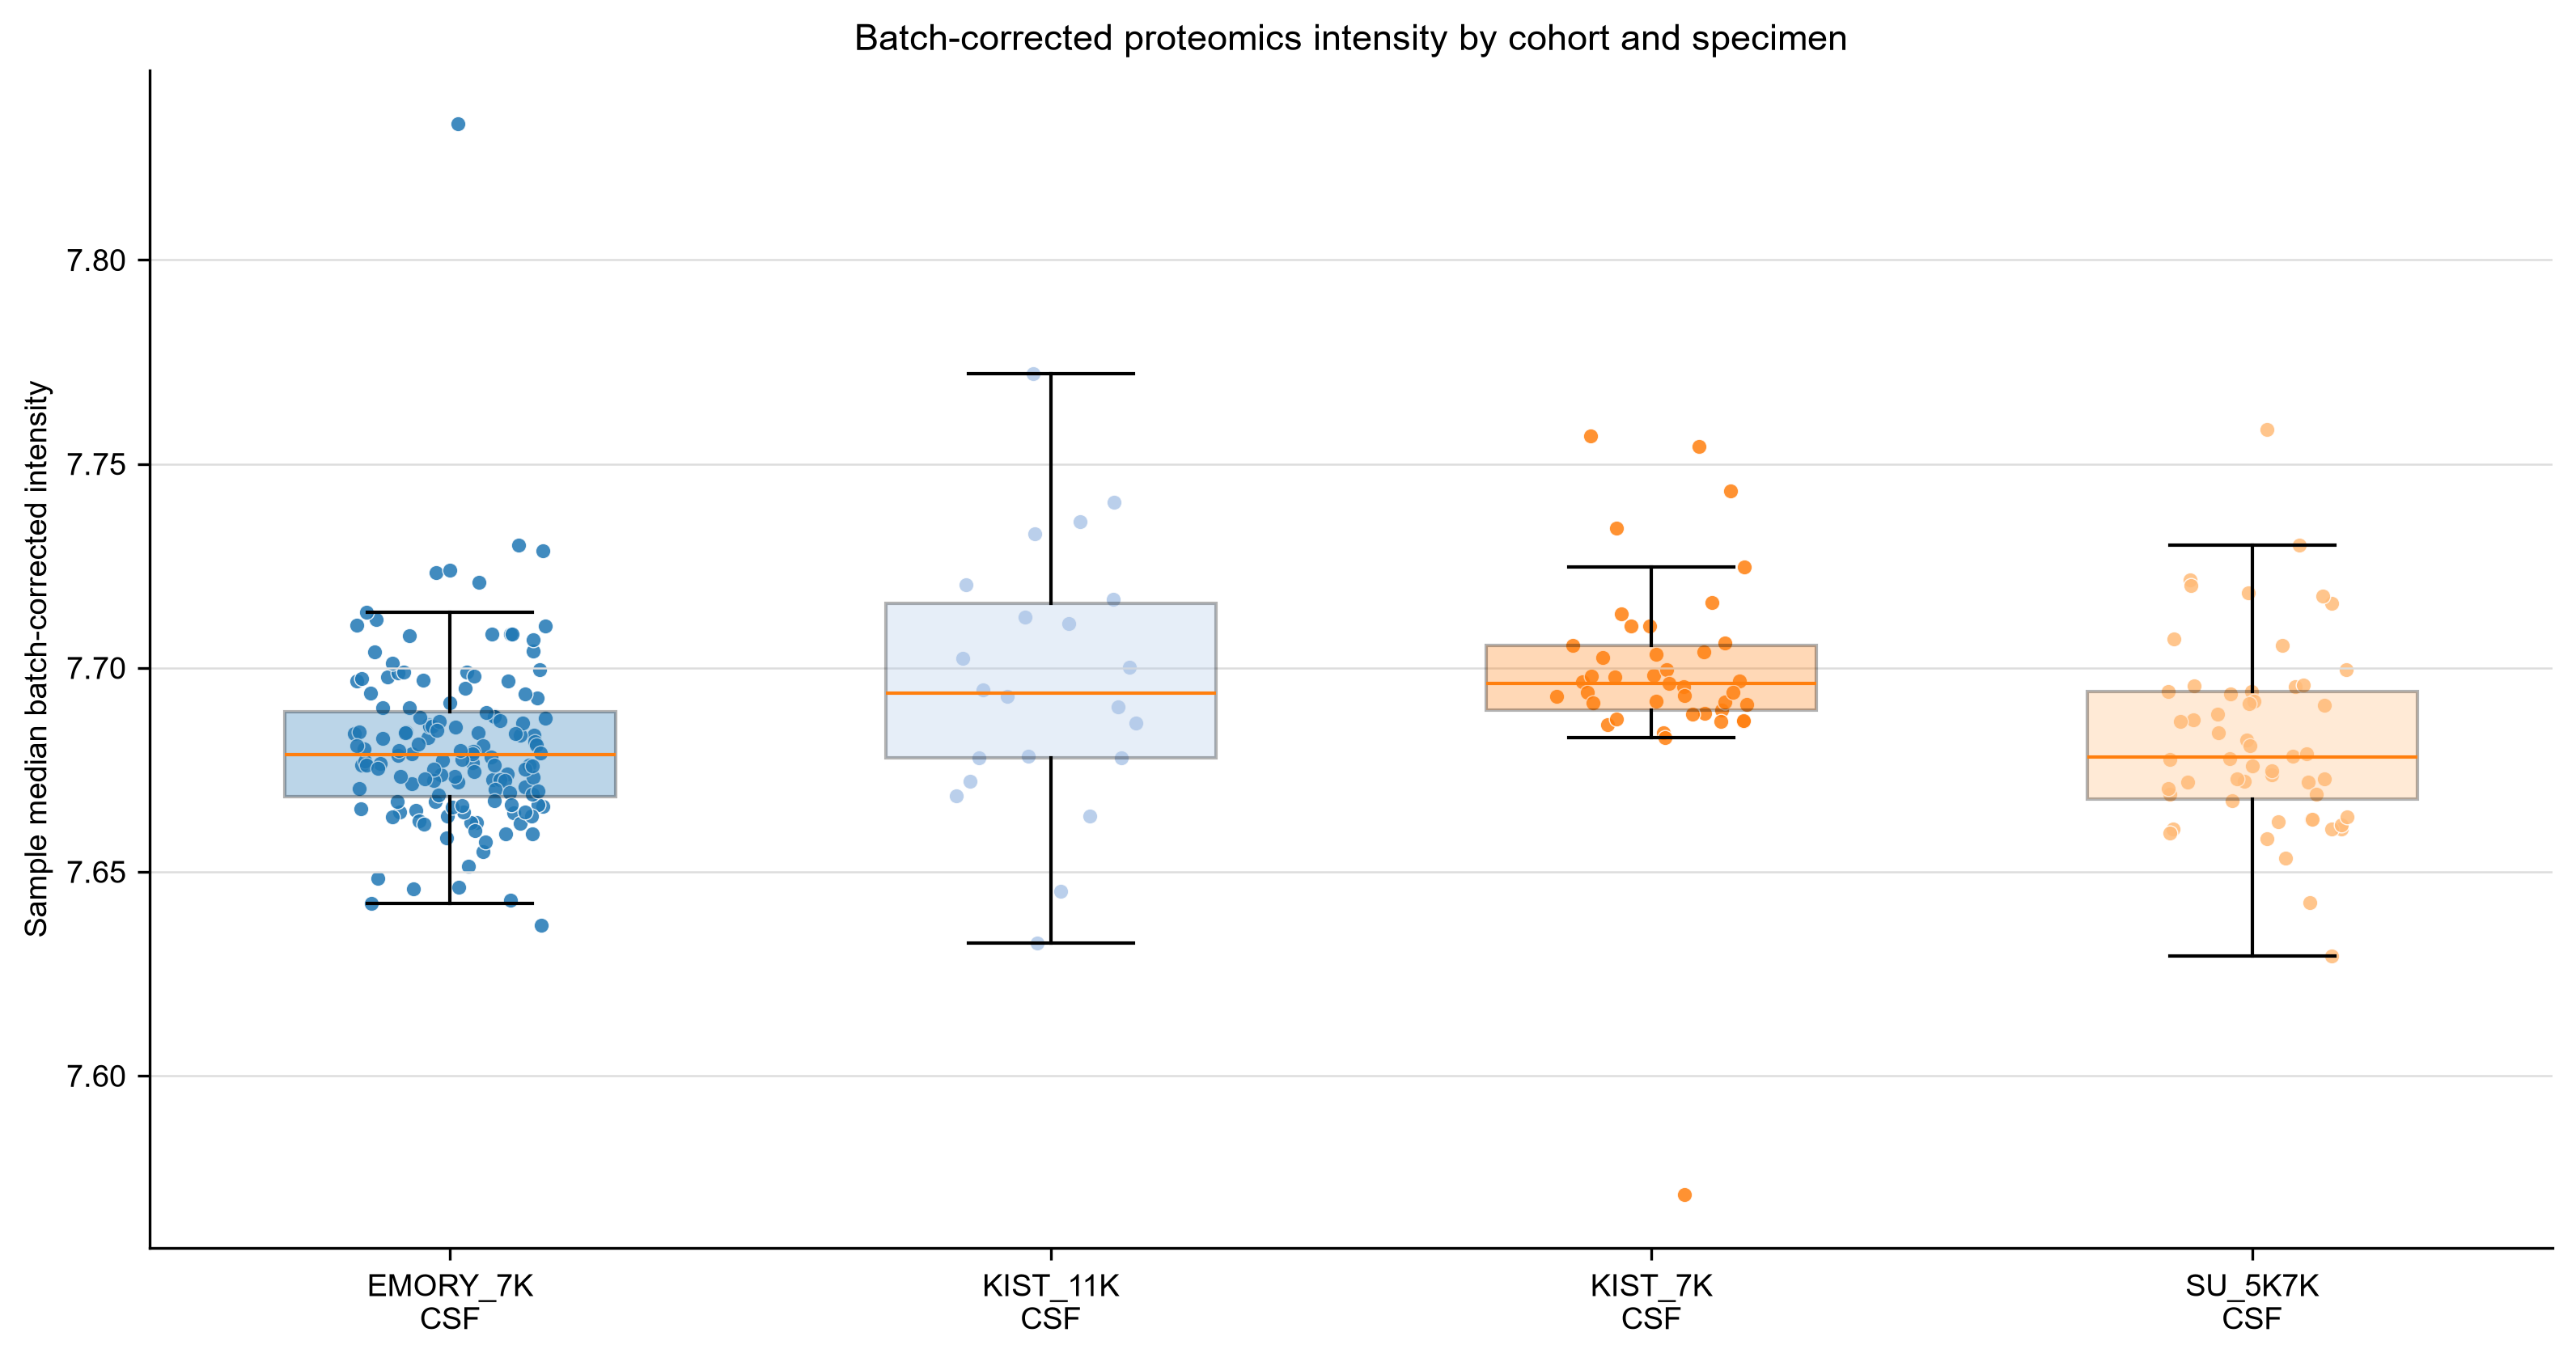 Batch-corrected proteomics intensity by cohort and specimen
Sample median batch-corrected intensity
7.80
7.75
7.70
7.65
7.60
EMORY_7K
CSF
KIST_11K
CSF
KIST_7K
CSF
SU_5K7K
CSF